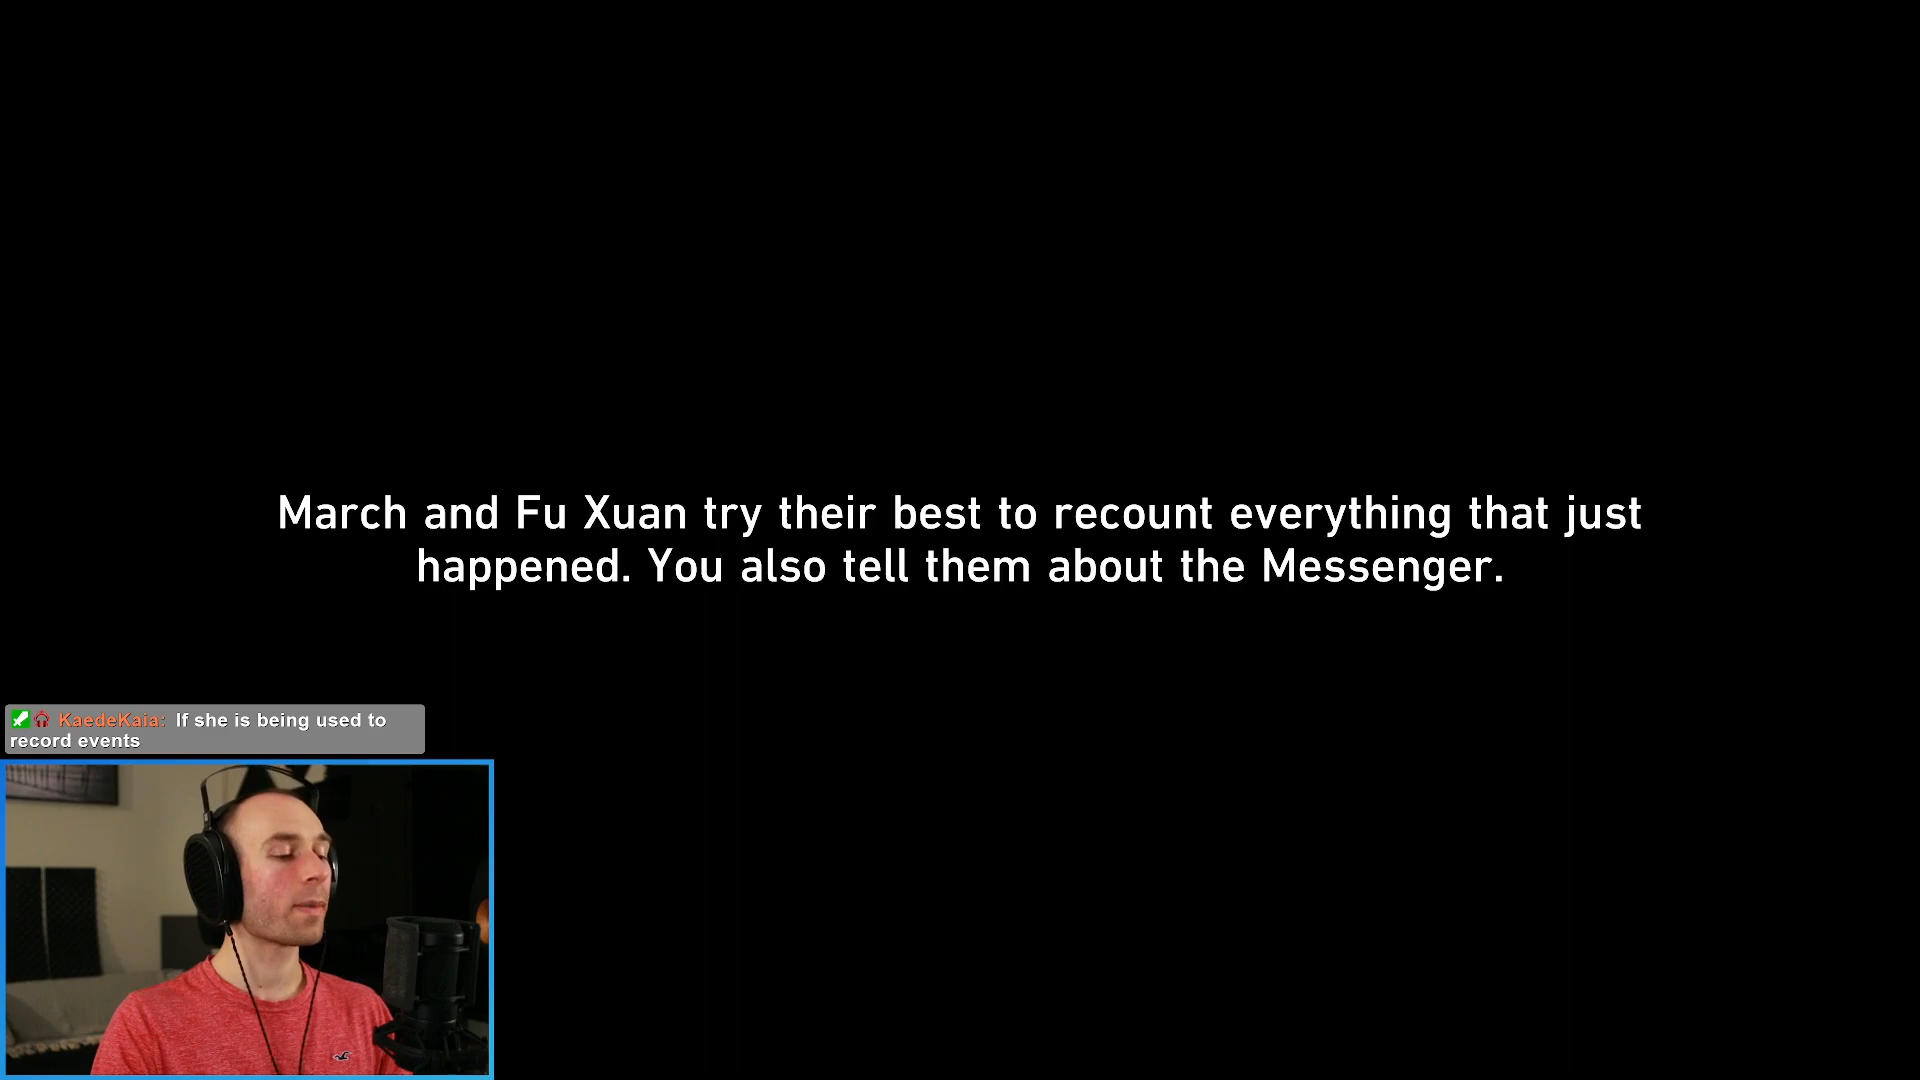 March and Fu Xuan try their best to recount everything that just
happened. You also tell them about the Messenger.
KaedeKaia: If she is being used to
record events